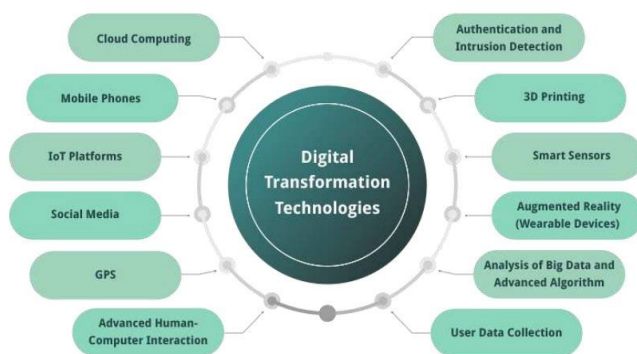 Cloud Computing
Mobile Phones
IoT Platforms
Social Media
GPS
Advanced Human-
Computer Interaction
Digital
Transformation
Technologies
Authentication and
Intrusion Detection
3D Printing
Smart Sensors
Augmented Reality
(Wearable Devices)
Analysis of Big Data and
Advanced Algorithm
User Data Collection